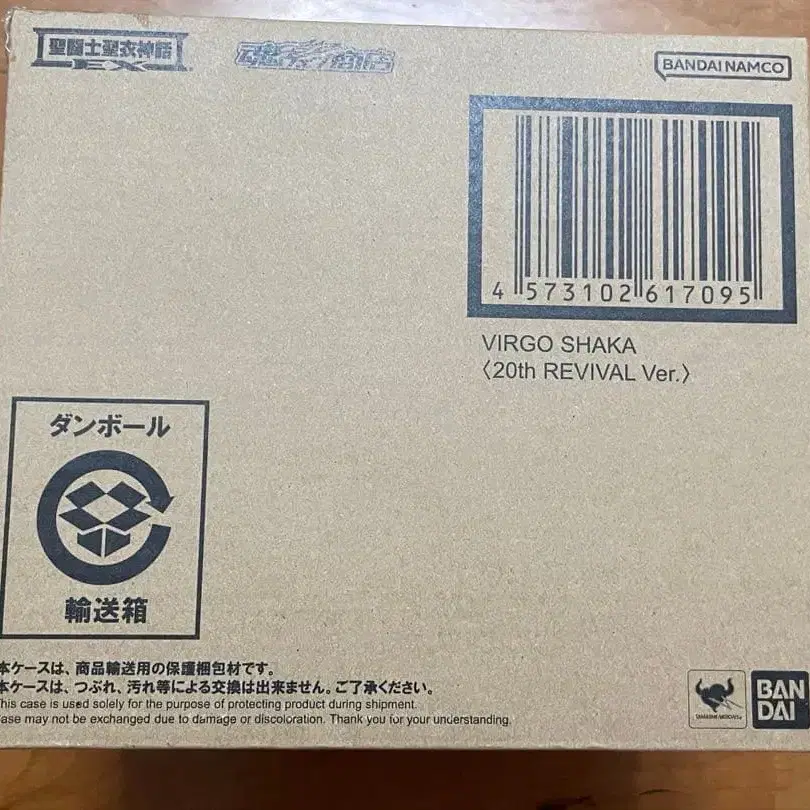 聖闘士聖衣神話
EX
魂ウェブ商店
BANDAI NAMCO
4 573102 617095
VIRGO SHAKA
〈20th REVIVAL Ver.〉
ダンボール
輸送箱
本ケースは、商品輸送用の保護梱包材です。
本ケースは、つぶれ、汚れ等による交換は出来ません。ご了承ください。
This case is used solely for the purpose of protecting product during shipment.
Case may not be exchanged due to damage or discoloration. Thank you for your understanding.
TAMASHII NATIONS
BAN
DAI